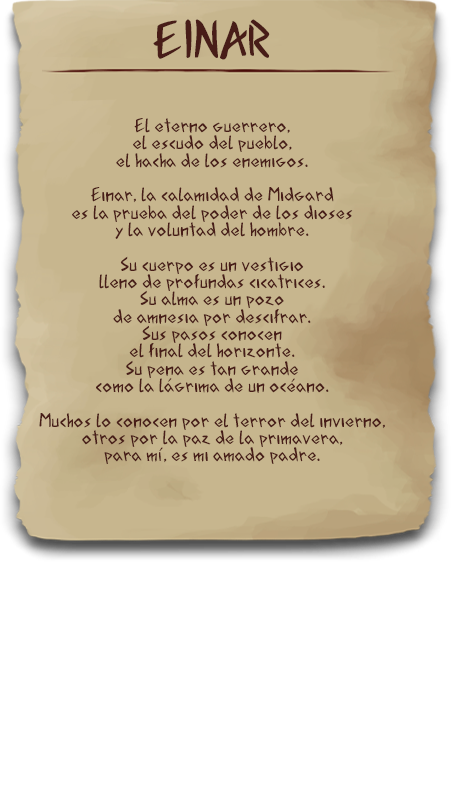 EINAR
El eterno guerrero,
el escudo del pueblo,
el hacha de los enemigos.
Einar, la calamidad de Midgard
es la prueba del poder de los dioses
y la voluntad del hombre.
Su cuerpo es un vestigio
lleno de profundas cicatrices.
Su alma es un pozo
de amnesia por descifrar.
Sus pasos conocen
el final del horizonte.
Su pena es tan grande
como la lágrima de un océano.
Muchos lo conocen por el terror del invierno,
otros por la paz de la primavera,
para mí, es mi amado padre.